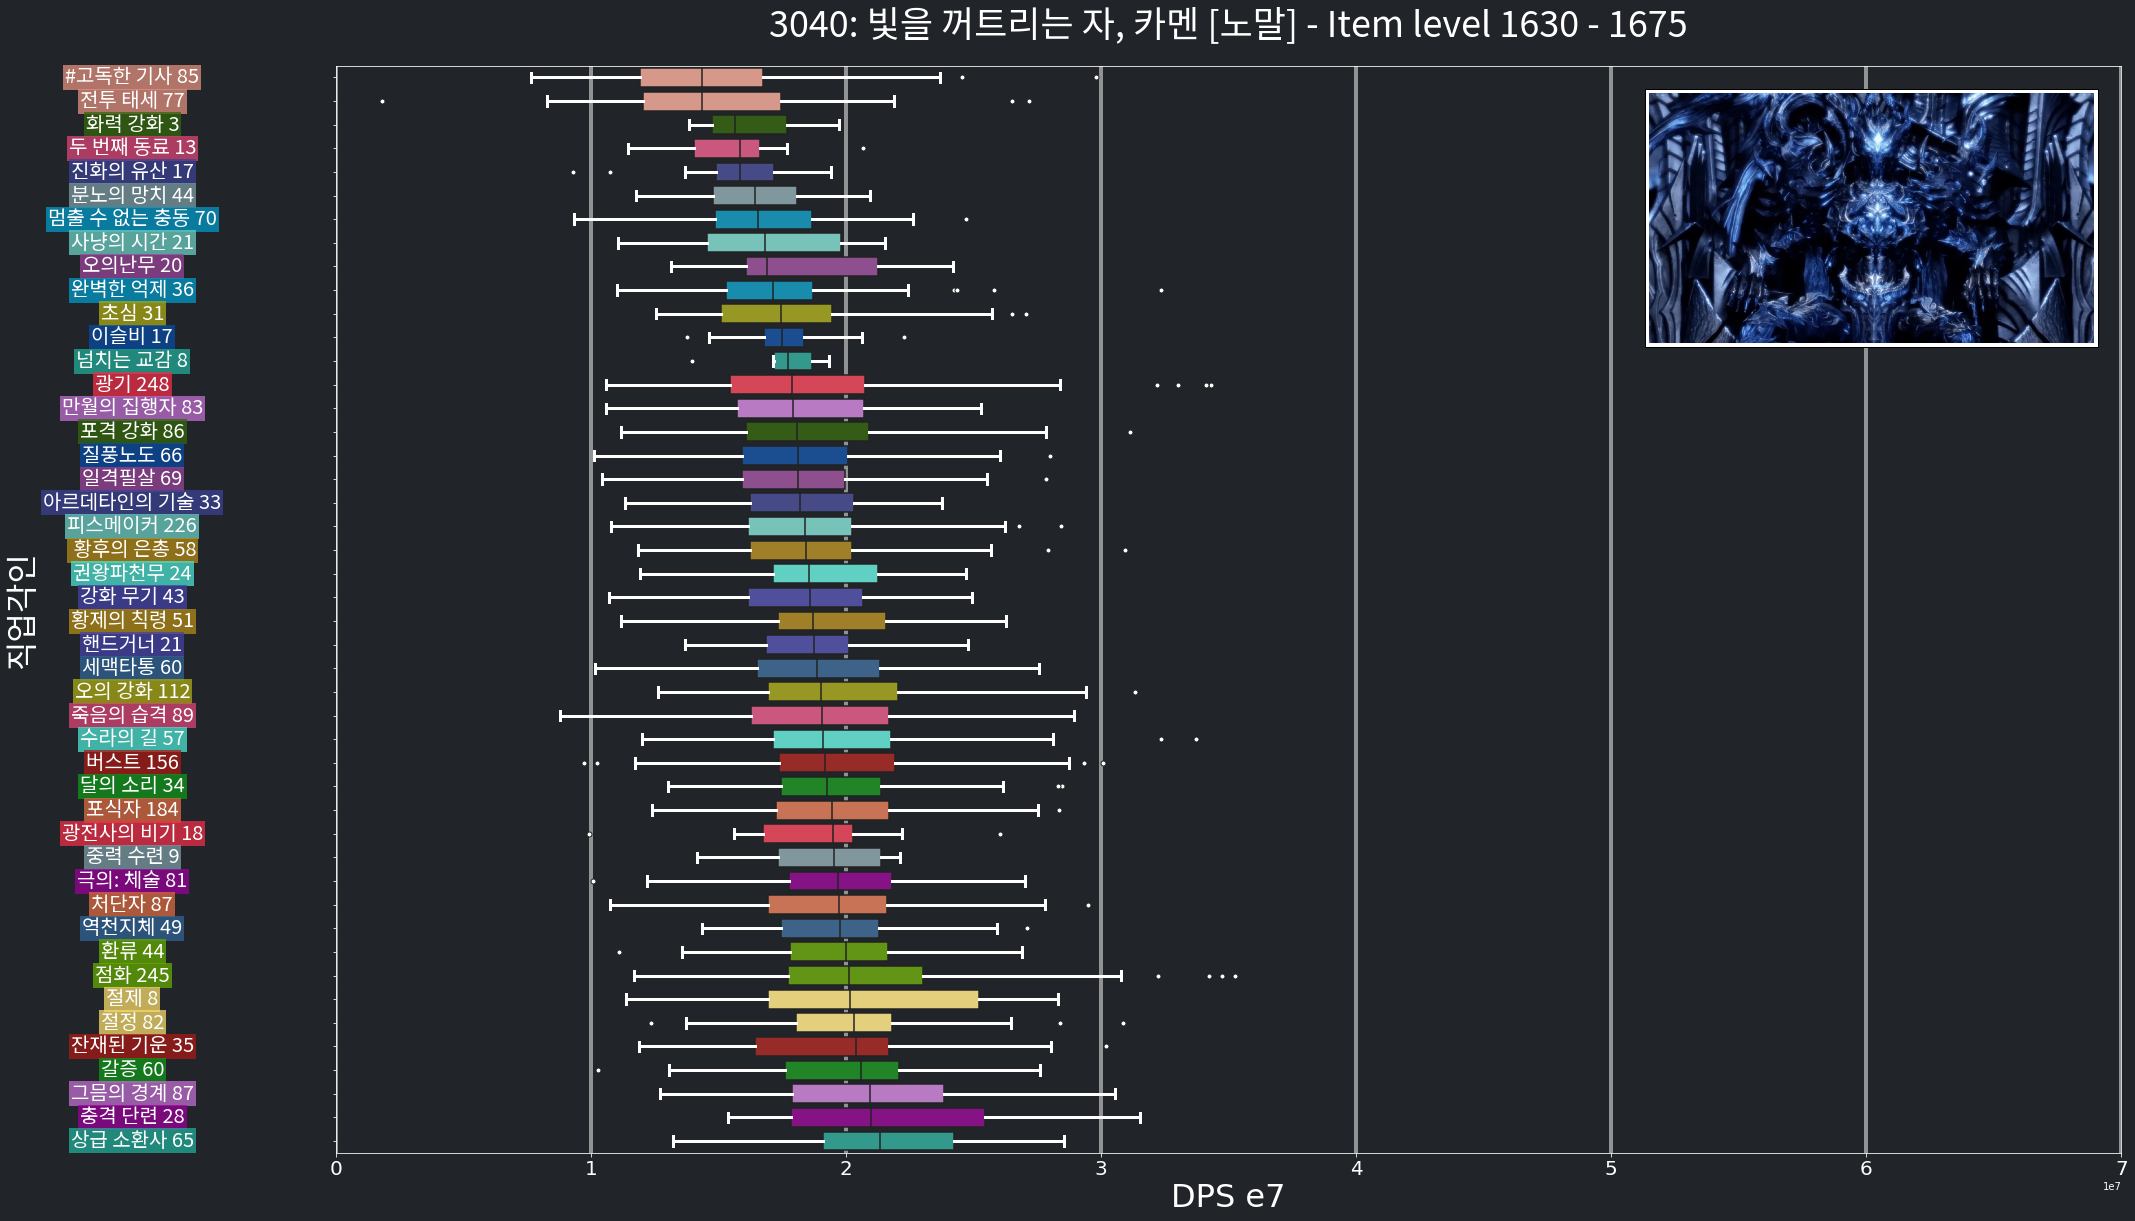 3040: 빛을 꺼트리는 자, 카멘 [노말] - Item level 1630 - 1675
#고독한 기사 85
전투 태세 77
화력 강화 3
두 번째 동료 13
진화의 유산 17
분노의 망치 44
멈출 수 없는 충동 70
사냥의 시간 21
오의난무 20
완벽한 억제 36
초심 31
이슬비 17
넘치는 교감 8
광기 248
만월의 집행자 83
포격 강화 86
질풍노도 66
일격필살 69
아르데타인의 기술 33
피스메이커 226
황후의 은총 58
권왕파천무 24
강화 무기 43
황제의 칙령 51
핸드거너 21
세맥타통 60
오의 강화 112
죽음의 습격 89
수라의 길 57
버스트 156
달의 소리 34
포식자 184
광전사의 비기 18
중력 수련 9
극의: 체술 81
처단자 87
역천지체 49
환류 44
점화 245
절제 8
절정 82
잔재된 기운 35
갈증 60
그믐의 경계 87
충격 단련 28
상급 소환사 65
직업각인
0 1 2 3 4 5 6 7
1e7
DPS e7